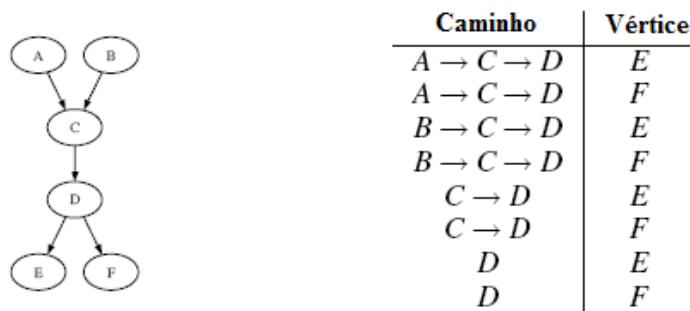 A B
C
D
E F
Caminho Vértice
A → C → D E
A → C → D F
B → C → D E
B → C → D F
C → D E
C → D F
D E
D F